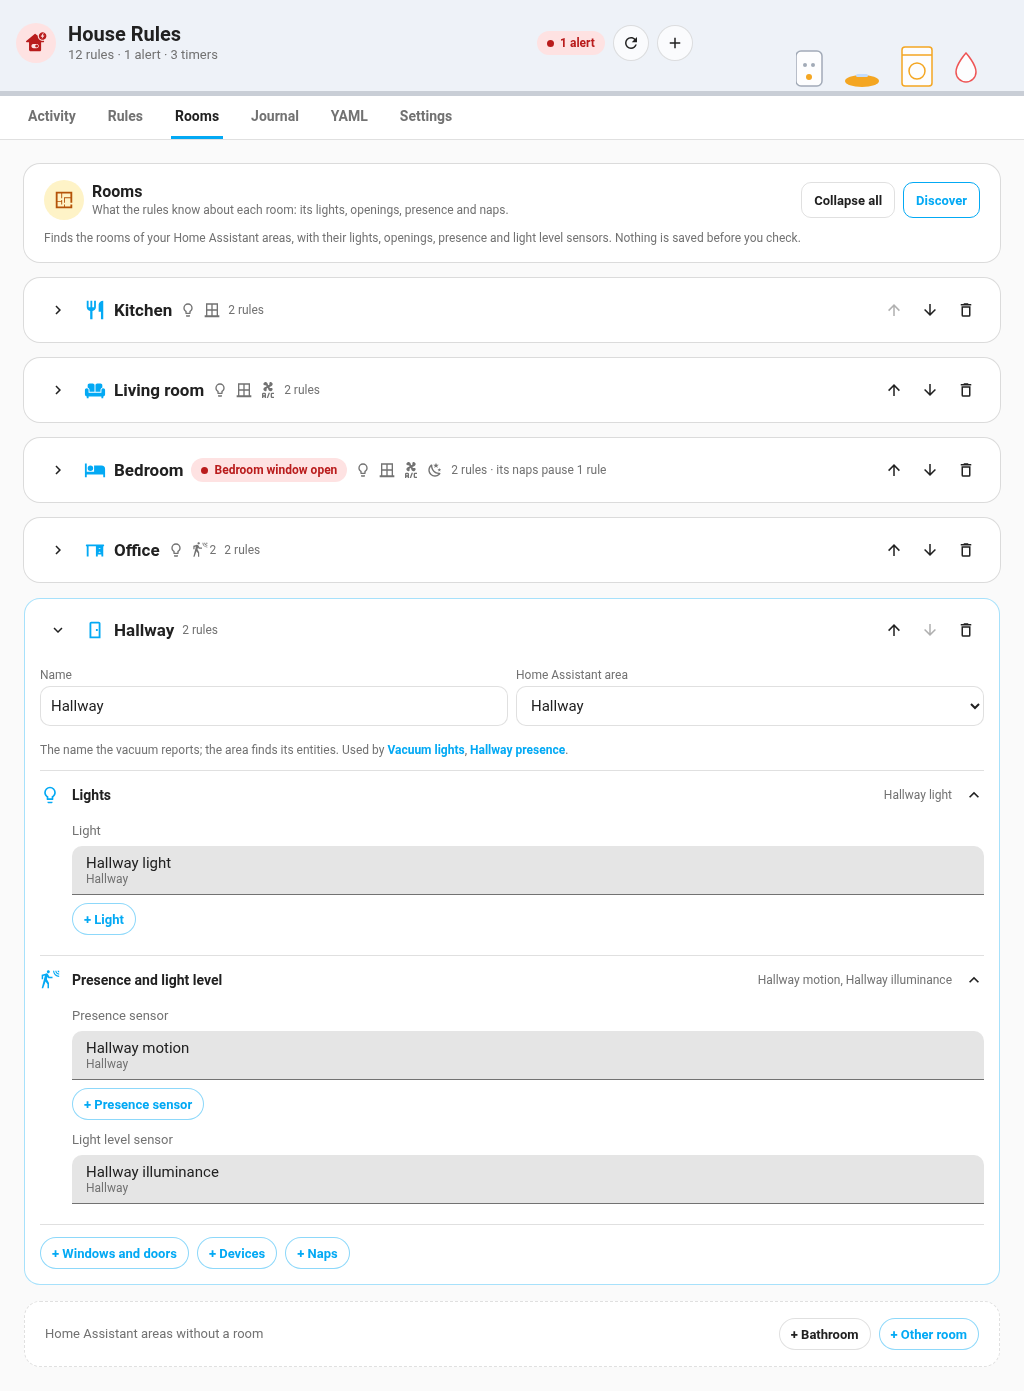 House Rules
12 rules · 1 alert · 3 timers
1 alert
Activity
Rules
Rooms
Journal
YAML
Settings
Rooms
What the rules know about each room: its lights, openings, presence and naps.
Collapse all
Discover
Finds the rooms of your Home Assistant areas, with their lights, openings, presence and light level sensors. Nothing is saved before you check.
Kitchen
2 rules
Living room
A/C
2 rules
Bedroom
Bedroom window open
A/C
2 rules · its naps pause 1 rule
Office
2
2 rules
Hallway
2 rules
Name
Home Assistant area
Hallway
Hallway
The name the vacuum reports; the area finds its entities. Used by Vacuum lights, Hallway presence.
Lights
Hallway light
Light
Hallway light
Hallway
+ Light
Presence and light level
Hallway motion, Hallway illuminance
Presence sensor
Hallway motion
Hallway
+ Presence sensor
Light level sensor
Hallway illuminance
Hallway
+ Windows and doors
+ Devices
+ Naps
Home Assistant areas without a room
+ Bathroom
+ Other room